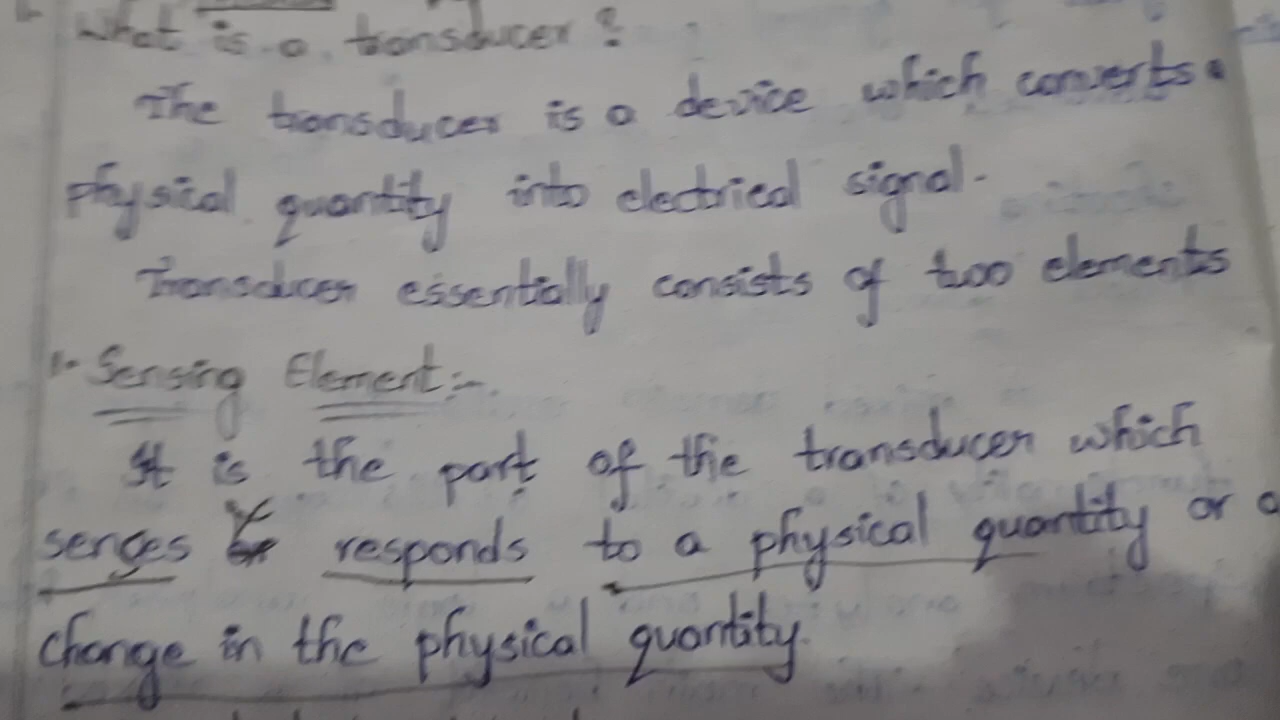 What is a transducer?
The transducer is a device which converts a
physical quantity into electrical signal.
Transducer essentially consists of two elements
1. Sensing Element:-
It is the part of the transducer which
senses or responds to a physical quantity or a
change in the physical quantity.